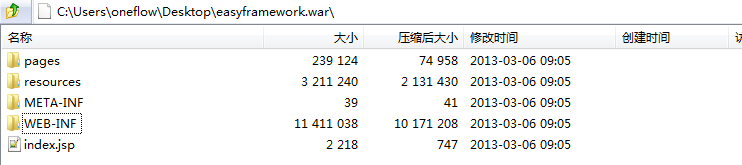 C:\Users\oneflow\Desktop\easyframework.war\
名称 大小 压缩后大小 修改时间 创建时间
pages 239 124 74 958 2013-03-06 09:05
resources 3 211 240 2 131 430 2013-03-06 09:05
META-INF 39 41 2013-03-06 09:05
WEB-INF 11 411 038 10 171 208 2013-03-06 09:05
index.jsp 2 218 747 2013-03-06 09:05